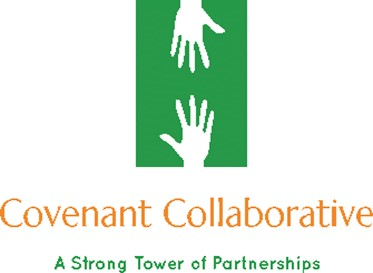 Covenant Collaborative
A Strong Tower of Partnerships